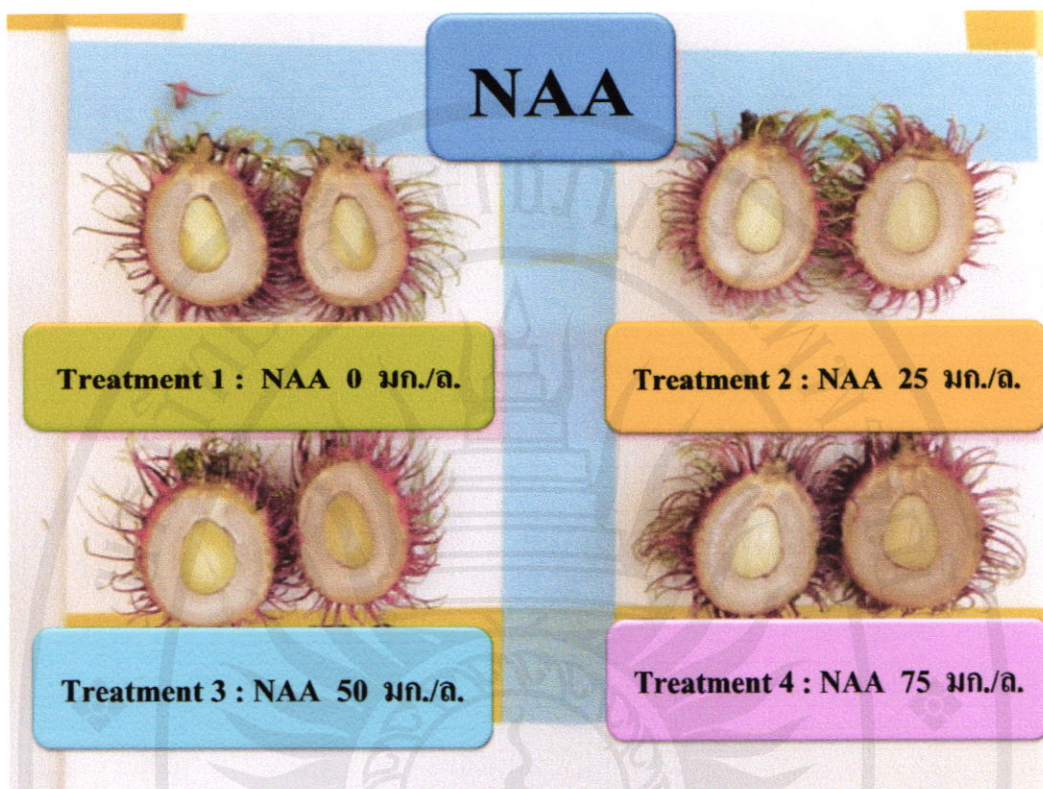 NAA
Treatment 1 : NAA 0 มก./ล.
Treatment 2 : NAA 25 มก./ล.
Treatment 3 : NAA 50 มก./ล.
Treatment 4 : NAA 75 มก./ล.